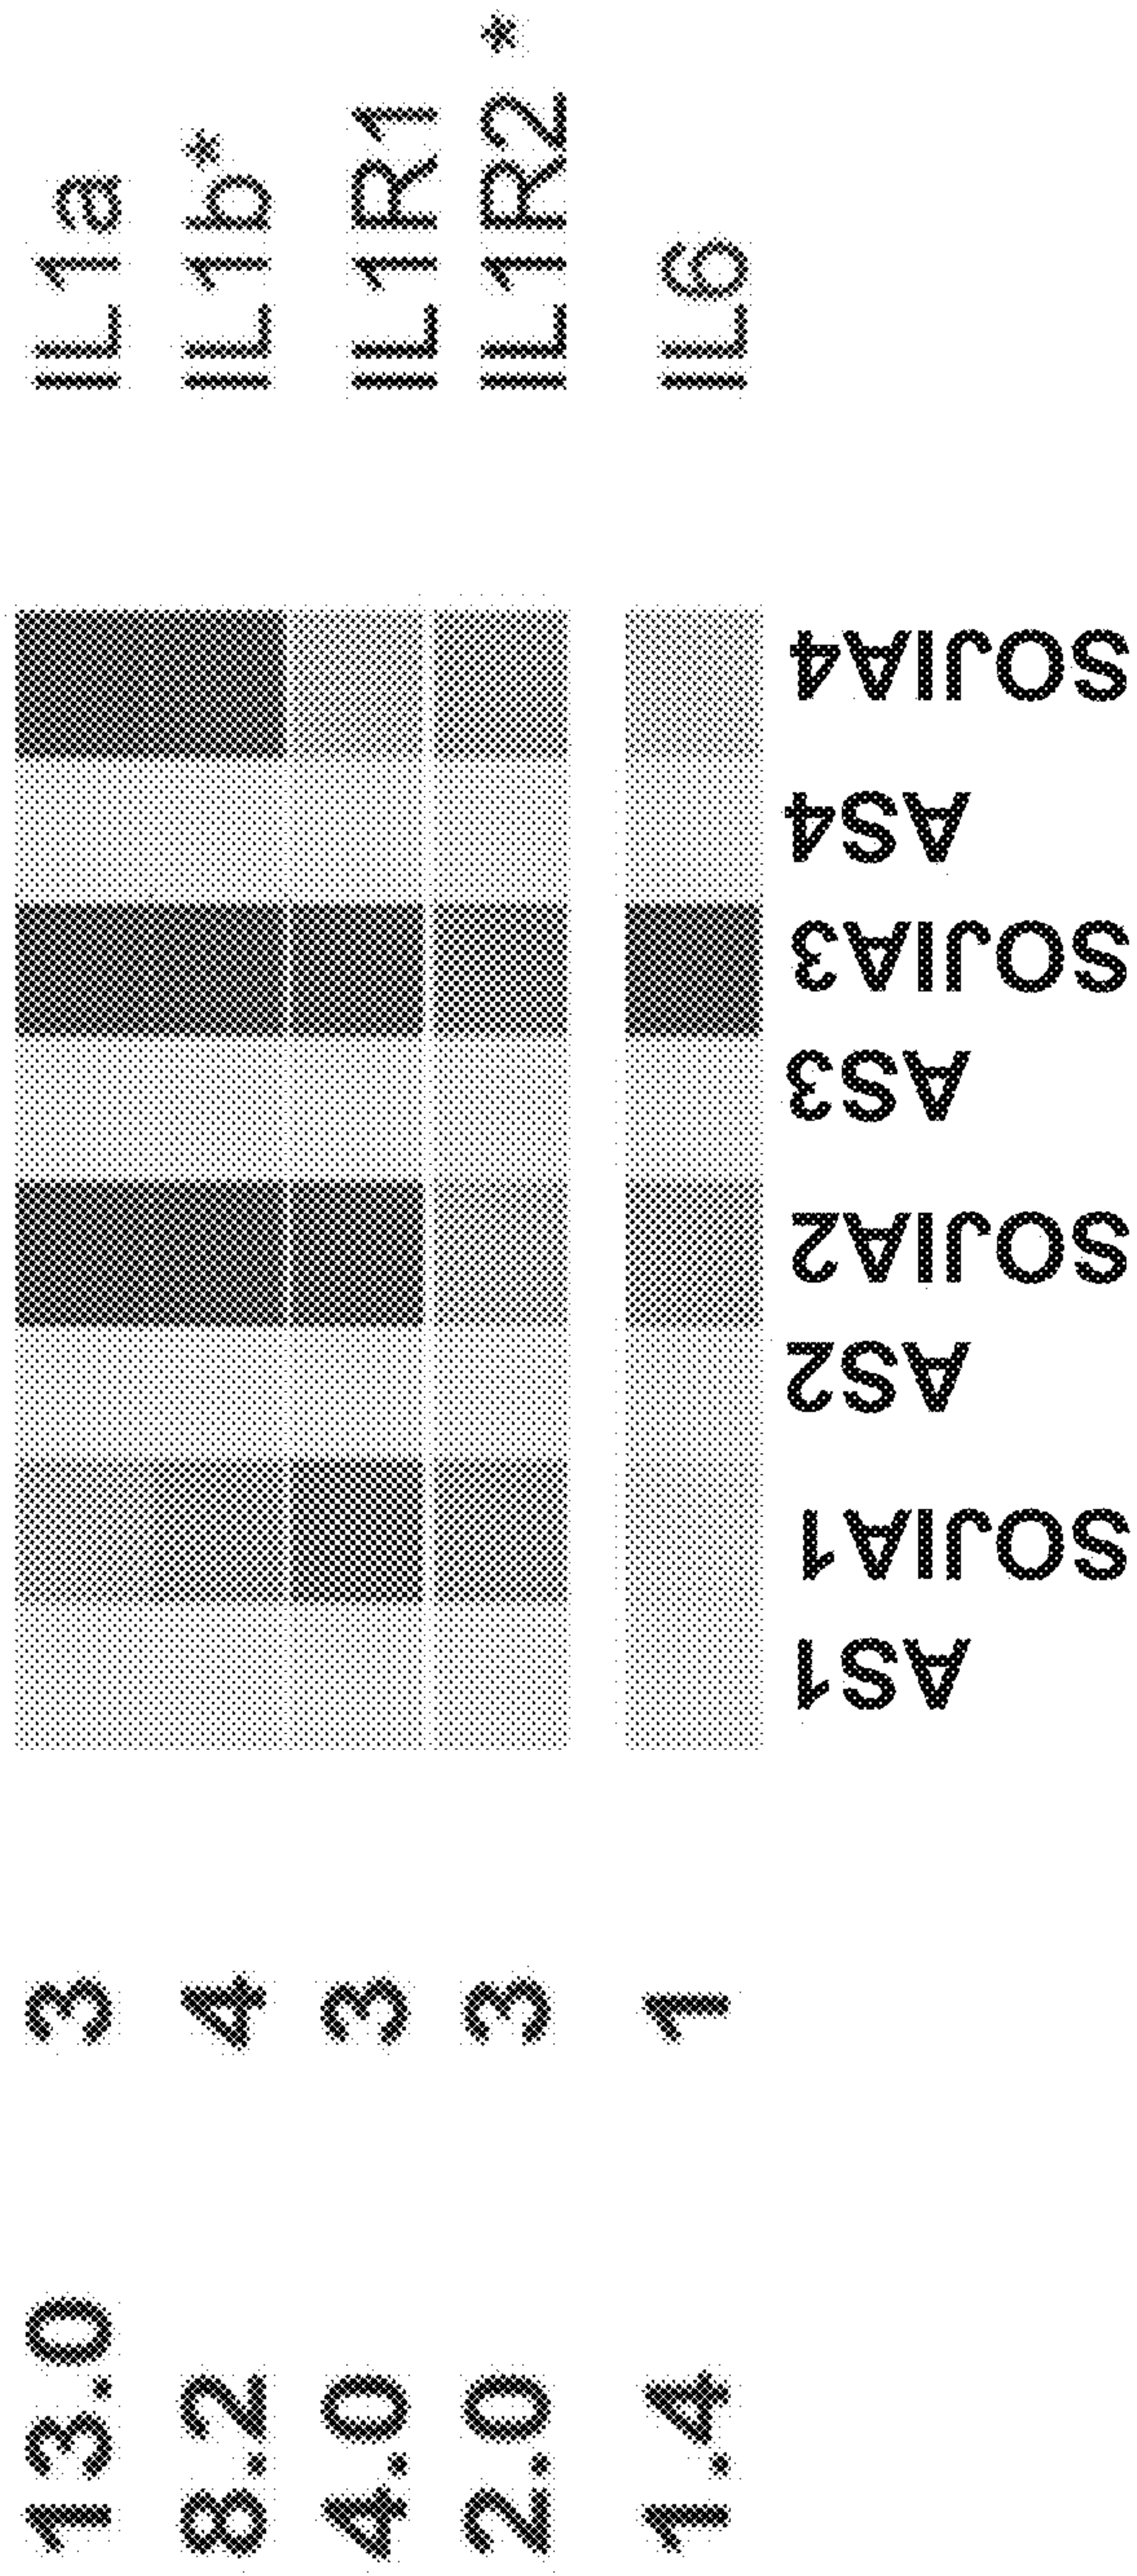 13.0 3 IL1a
8.2 4 IL1b*
4.0 3 IL1R1
2.0 3 IL1R2 *
1.4 1 IL6
AS1
SOJIA1
AS2
SOJIA2
AS3
SOJIA3
AS4
SOJIA4